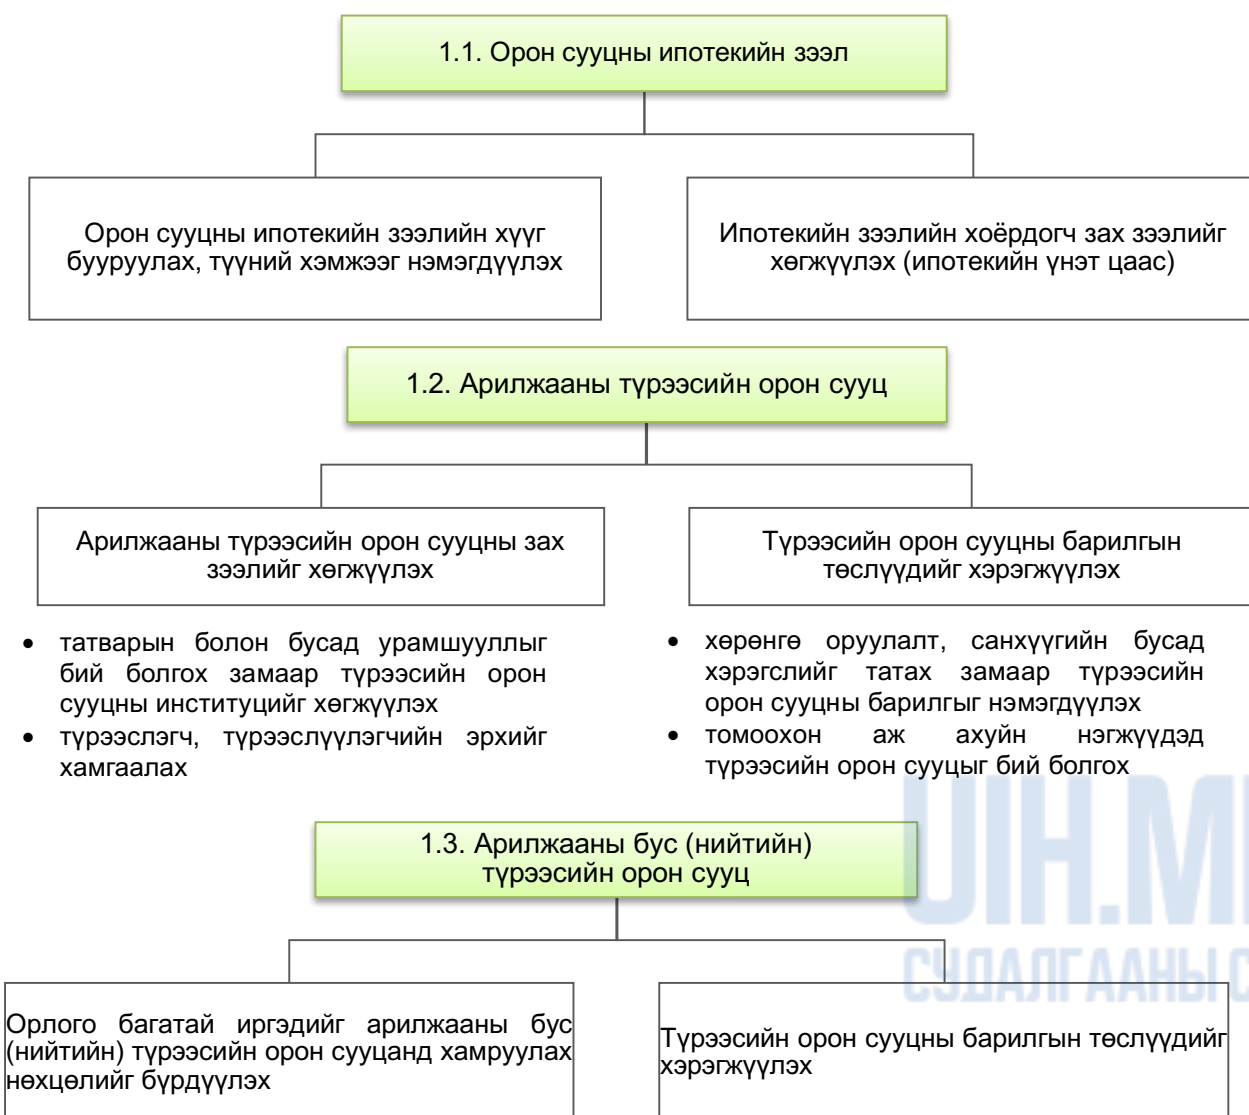 1.1. Орон сууцны ипотекийн зээл
Орон сууцны ипотекийн зээлийн хүүг
бууруулах, түүний хэмжээг нэмэгдүүлэх
Ипотекийн зээлийн хоёрдогч зах зээлийг
хөгжүүлэх (ипотекийн үнэт цаас)
1.2. Арилжааны түрээсийн орон сууц
Арилжааны түрээсийн орон сууцны зах
зээлийг хөгжүүлэх
Түрээсийн орон сууцны барилгын
төслүүдийг хэрэгжүүлэх
• татварын болон бусад урамшууллыг
бий болгох замаар түрээсийн орон
сууцны институцийг хөгжүүлэх
• түрээслэгч, түрээслүүлэгчийн эрхийг
хамгаалах
• хөрөнгө оруулалт, санхүүгийн бусад
хэрэгслийг татах замаар түрээсийн
орон сууцны барилгыг нэмэгдүүлэх
• томоохон аж ахуйн нэгжүүдэд
түрээсийн орон сууцыг бий болгох
1.3. Арилжааны бус (нийтийн)
түрээсийн орон сууц
Орлого багатай иргэдийг арилжааны бус
(нийтийн) түрээсийн орон сууцанд хамруулах
нөхцөлийг бүрдүүлэх
Түрээсийн орон сууцны барилгын төслүүдийг
хэрэгжүүлэх
СУДАЛГААНЫ